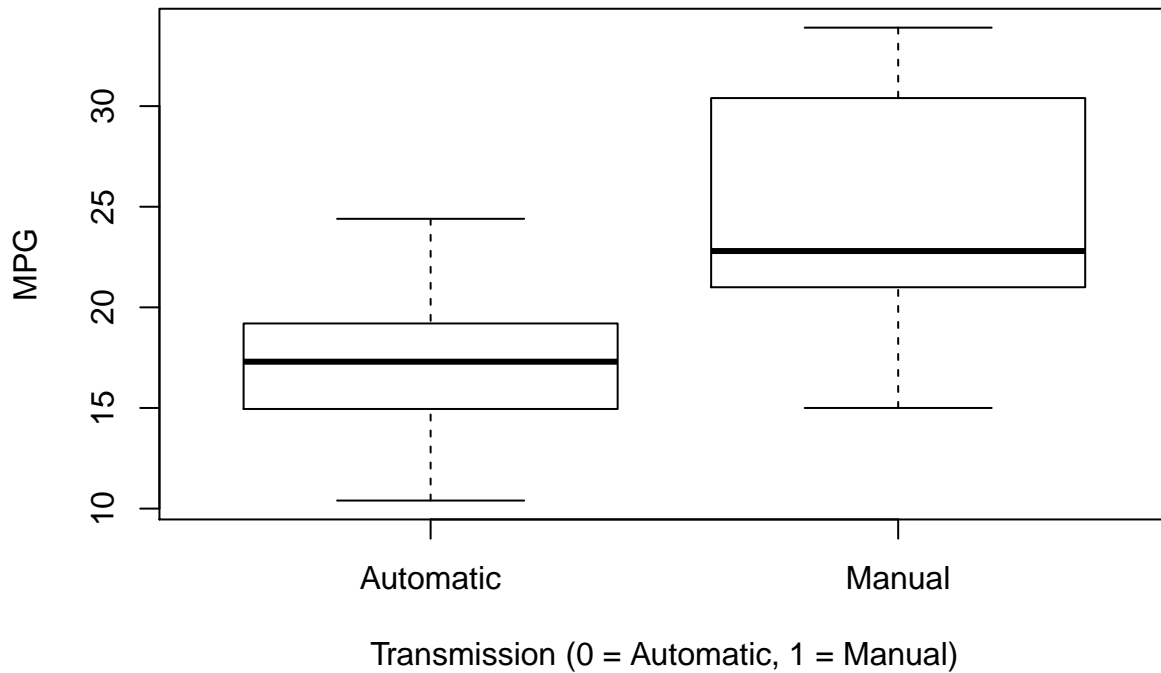 MPG
30
25
20
15
10
Automatic
Manual
Transmission (0 = Automatic, 1 = Manual)